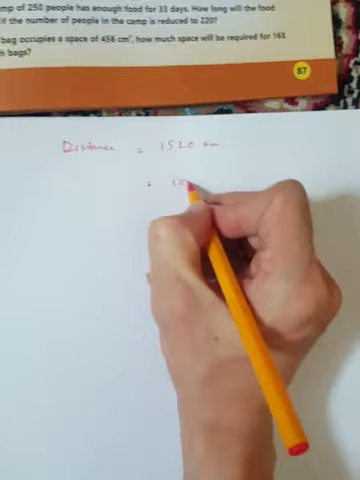 mp of 250 people has enough food for 33 days. How long will the food
if the number of people in the camp is reduced to 220?
bag occupies a space of 456 cm³, how much space will be required for 163
h bags?
87
Distance = 1520 km
= 10